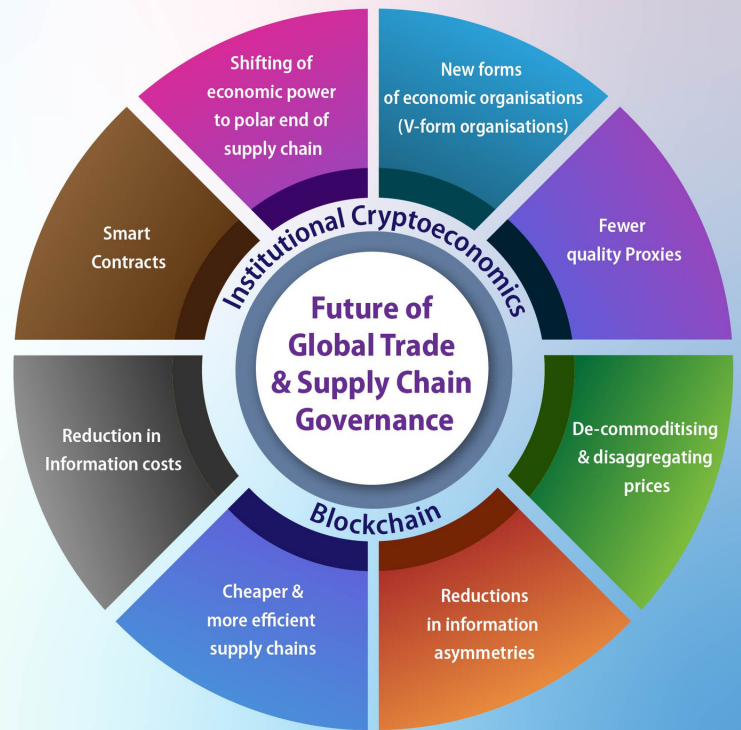 Shifting of
economic power
to polar end of
supply chain
New forms
of economic organisations
(V-form organisations)
Fewer
quality Proxies
De-commoditising
& disaggregating
prices
Reductions
in information
asymmetries
Cheaper &
more efficient
supply chains
Reduction in
Information costs
Smart
Contracts
Institutional Cryptoeconomics
Blockchain
Future of
Global Trade
& Supply Chain
Governance